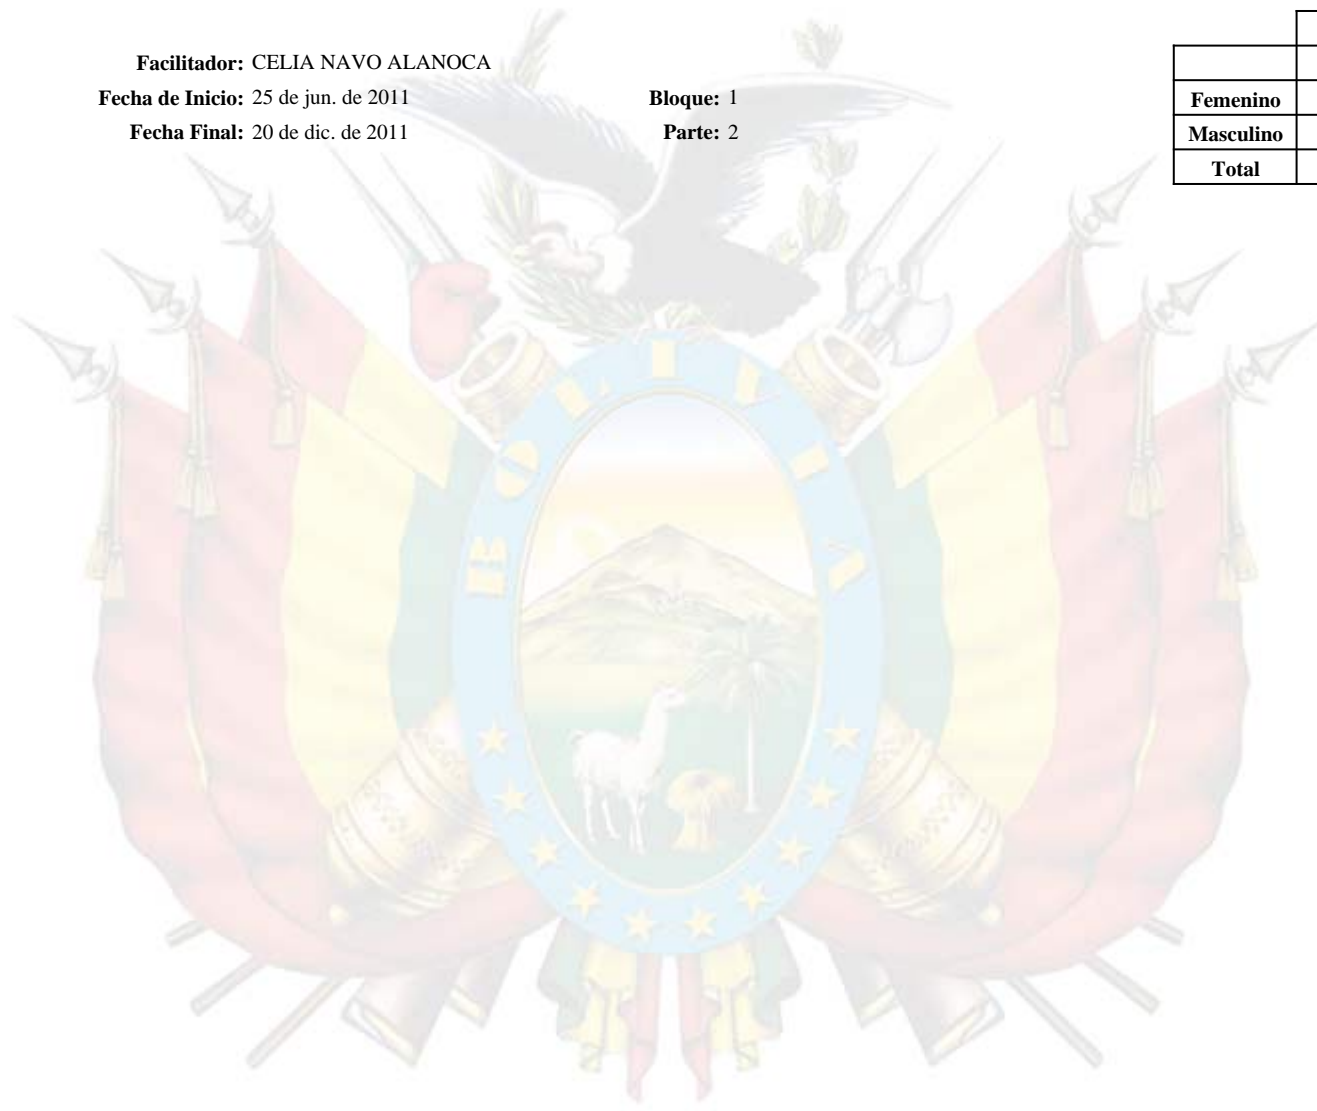 Facilitador: CELIA NAVO ALANOCA
Fecha de Inicio: 25 de jun. de 2011 Bloque: 1
Fecha Final: 20 de dic. de 2011 Parte: 2
Femenino
Masculino
Total
BOLIVIA